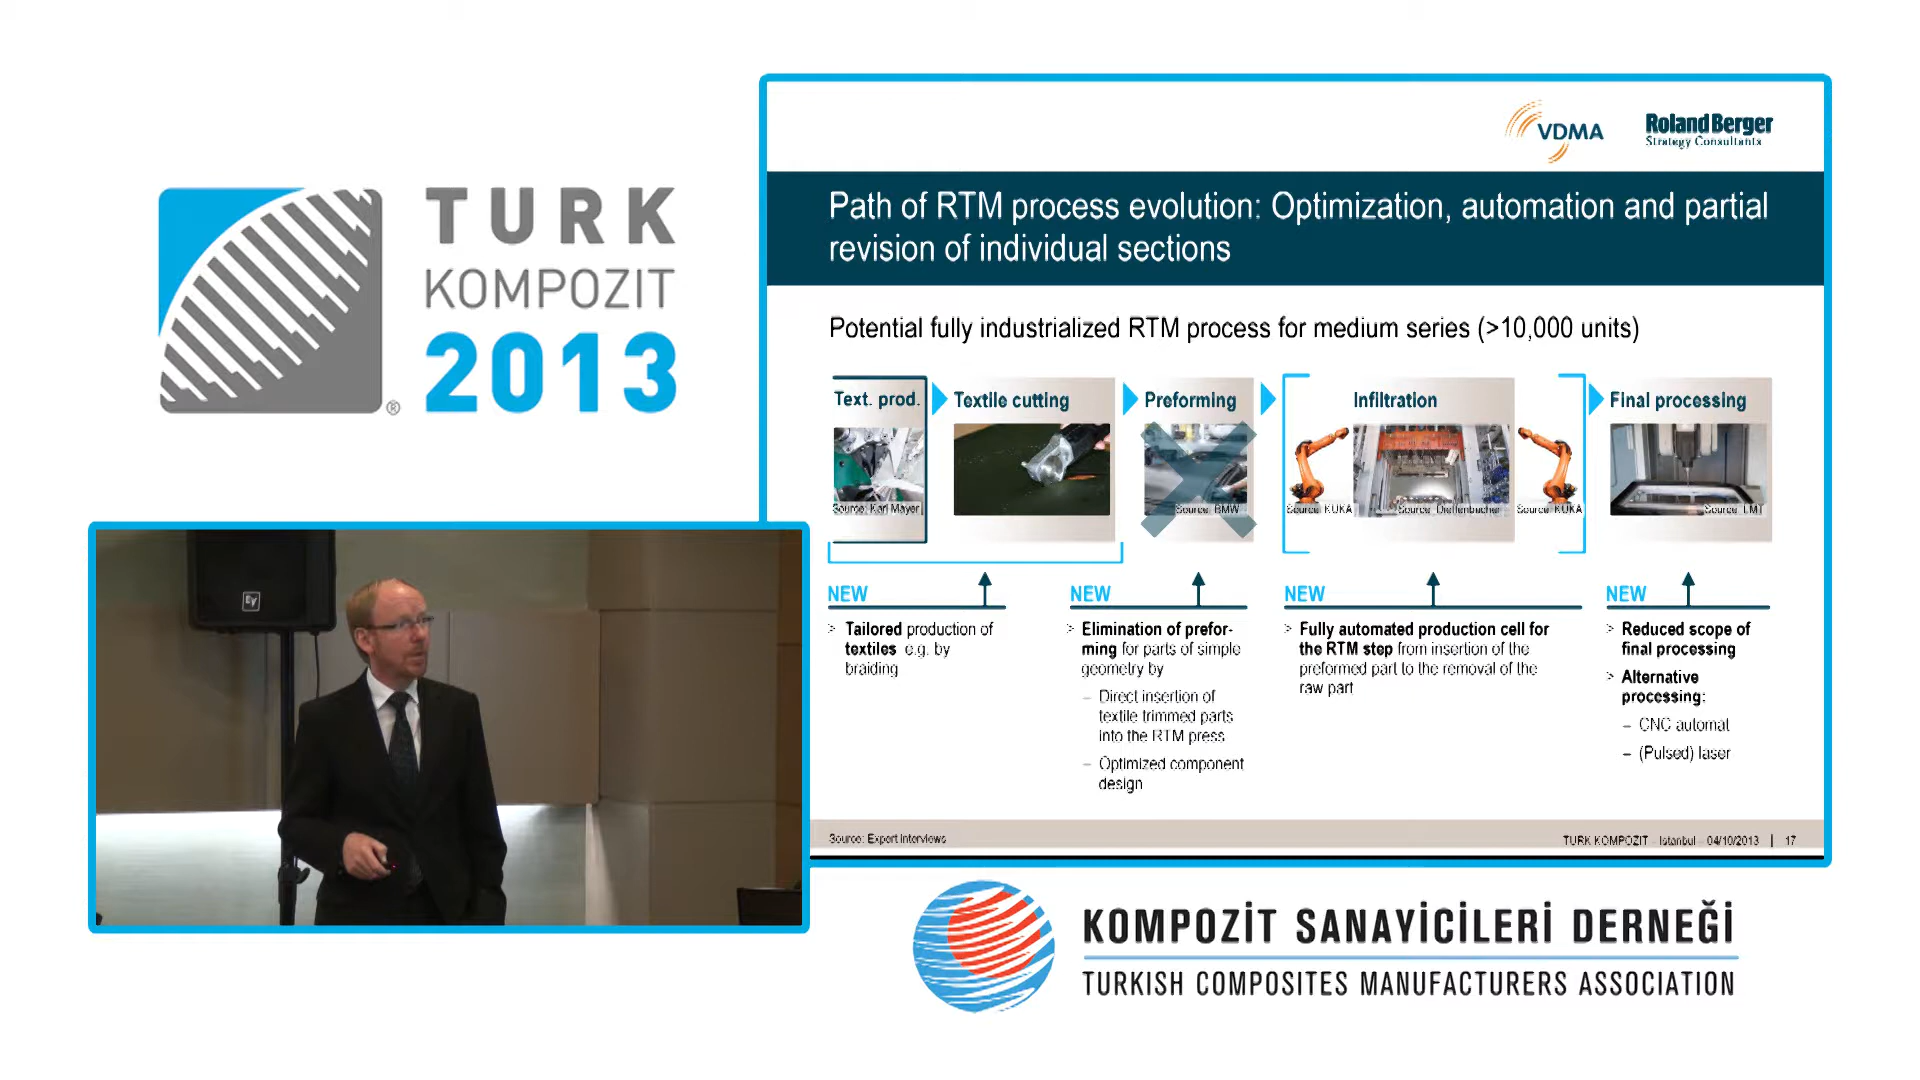 TURK
KOMPOZIT
2013
®
VDMA
Roland Berger
Strategy Consultants
Path of RTM process evolution: Optimization, automation and partial
revision of individual sections
Potential fully industrialized RTM process for medium series (>10,000 units)
Text. prod.
Textile cutting
Preforming
Infiltration
Final processing
Source: Karl Mayer
Source: BMW
Source: KUKA
Source: Dieffenbacher
Source: KUKA
Source: LMT
NEW
> Tailored production of
textiles e.g. by
braiding
NEW
> Elimination of prefor-
ming for parts of simple
geometry by
– Direct insertion of
textile trimmed parts
into the RTM press
– Optimized component
design
NEW
> Fully automated production cell for
the RTM step from insertion of the
preformed part to the removal of the
raw part
NEW
> Reduced scope of
final processing
> Alternative
processing:
– CNC automat
– (Pulsed) laser
Source: Expert Interviews
TURK KOMPOZIT - Istanbul - 04/10/2013 | 17
EV
KOMPOZİT SANAYİCİLERİ DERNEĞİ
TURKISH COMPOSITES MANUFACTURERS ASSOCIATION